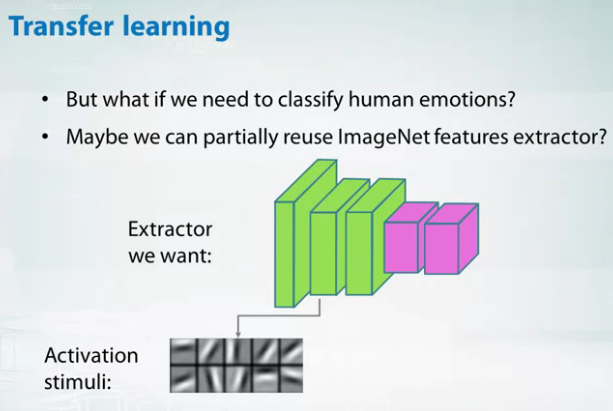 Transfer learning
• But what if we need to classify human emotions?
• Maybe we can partially reuse ImageNet features extractor?
Extractor
we want:
Activation
stimuli: